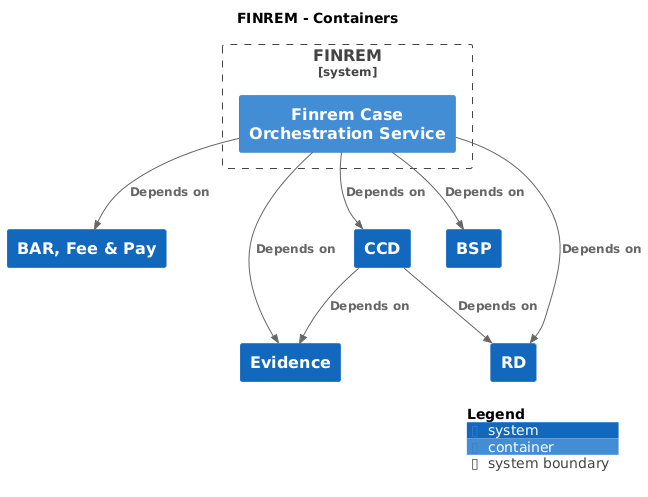 FINREM - Containers
FINREM
[system]
Finrem Case
Orchestration Service
Depends on
Depends on
Depends on
BAR, Fee & Pay
Depends on
CCD
BSP
Depends on
Depends on
Depends on
Evidence
RD
Legend
system
container
system boundary